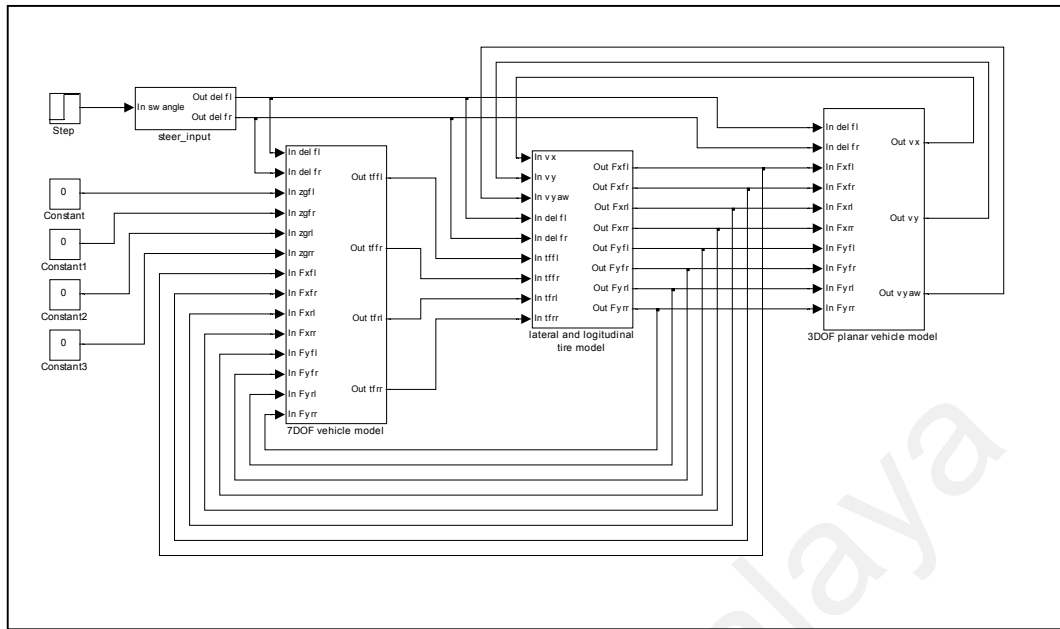 Step
In sw angle
Out del fl
Out del fr
steer_input
0
Constant
0
Constant1
0
Constant2
0
Constant3
In del fl
In del fr
In zgfl
In zgfr
In zgrl
In zgrr
In Fxfl
In Fxfr
In Fxrl
In Fxrr
In Fyfl
In Fyfr
In Fyrl
In Fyrr
Out tffl
Out tffr
Out tfrl
Out tfrr
7DOF vehicle model
In vx
In vy
In vyaw
In del fl
In del fr
In tffl
In tffr
In tfrl
In tfrr
Out Fxfl
Out Fxfr
Out Fxrl
Out Fxrr
Out Fyfl
Out Fyfr
Out Fyrl
Out Fyrr
lateral and logitudinal
tire model
In del fl
In del fr
In Fxfl
In Fxfr
In Fxrl
In Fxrr
In Fyfl
In Fyfr
In Fyrl
In Fyrr
Out vx
Out vy
Out vyaw
3DOF planar vehicle model
alaya